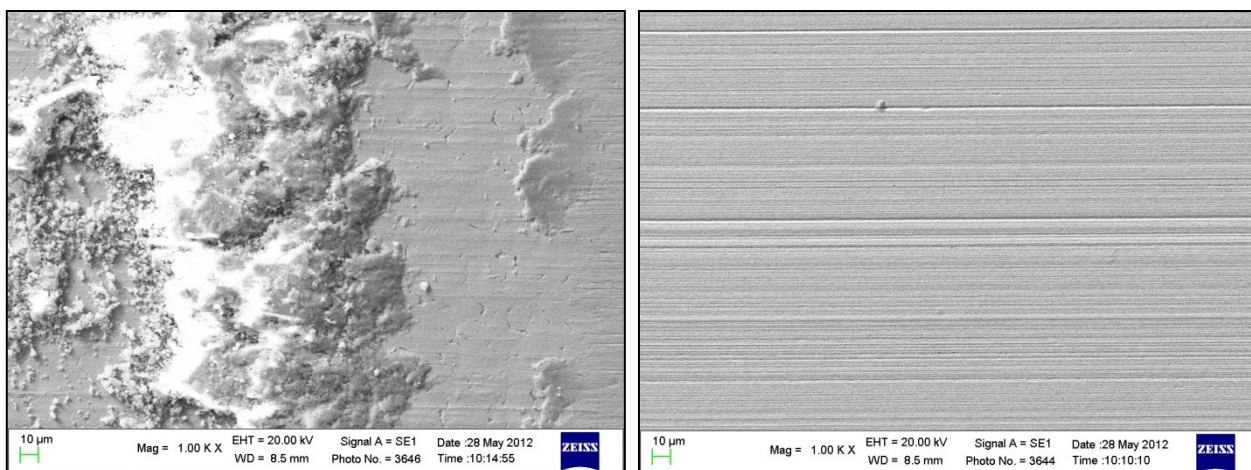 10 µm
Mag = 1.00 K X
EHT = 20.00 kV
WD = 8.5 mm
Signal A = SE1
Photo No. = 3646
Date :28 May 2012
Time :10:14:55
ZEISS
10 µm
Mag = 1.00 K X
EHT = 20.00 kV
WD = 8.5 mm
Signal A = SE1
Photo No. = 3644
Date :28 May 2012
Time :10:10:10
ZEISS